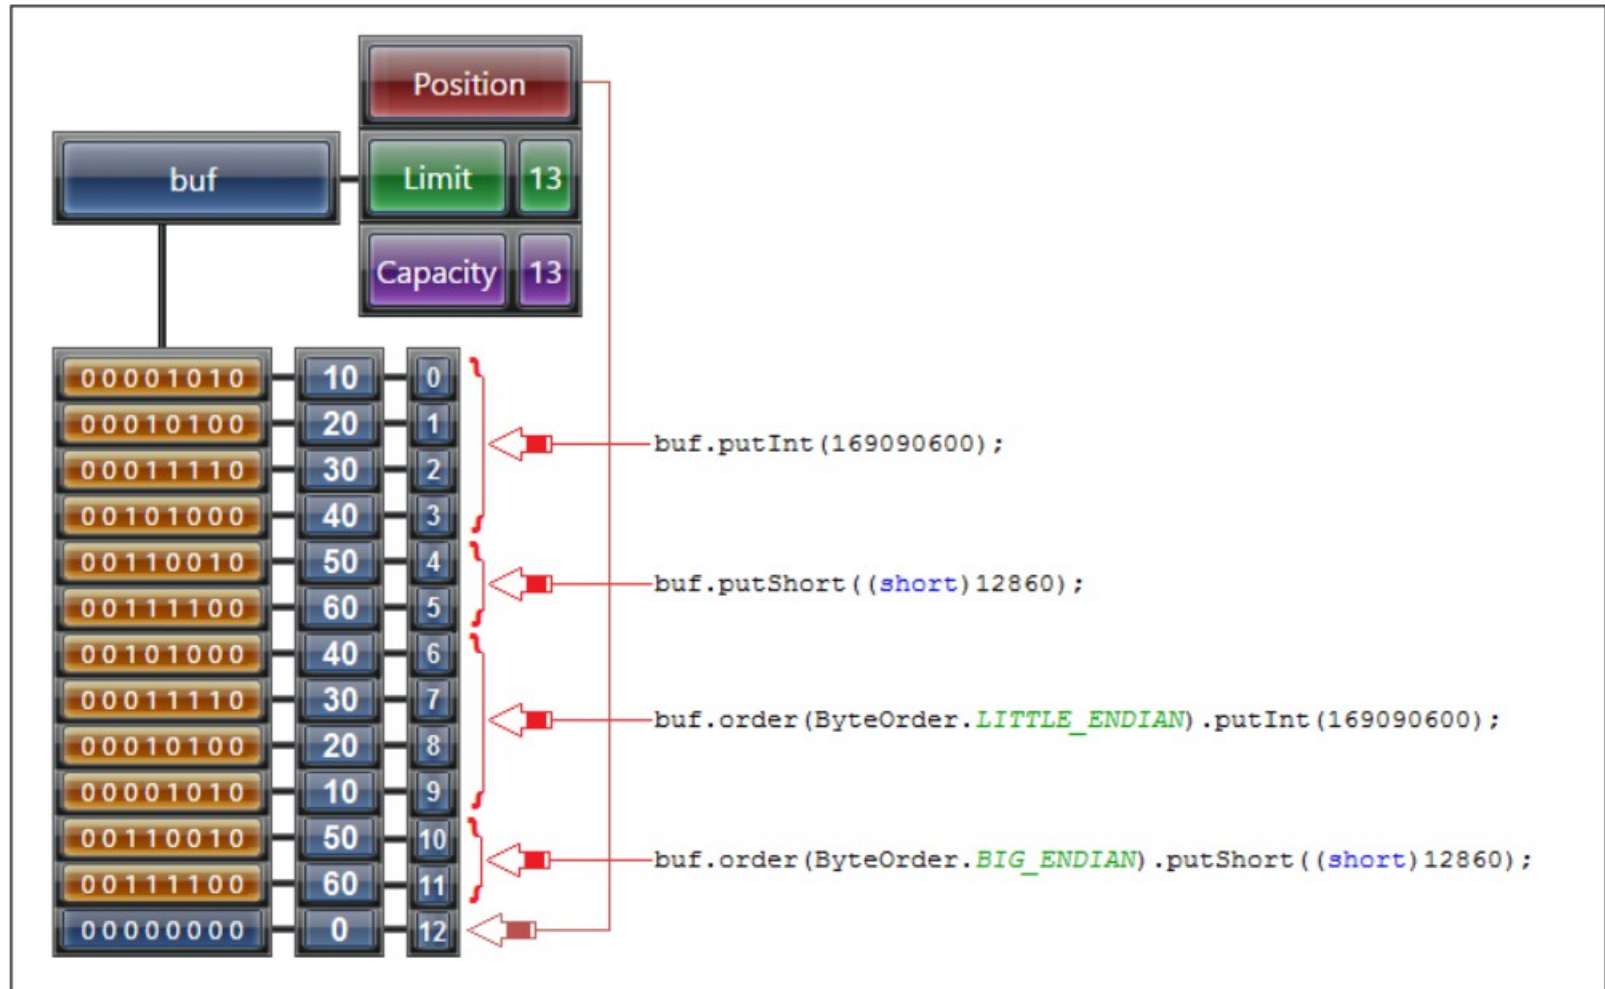 Position
buf
Limit 13
Capacity 13
00001010 10 0
00010100 20 1
00011110 30 2
buf.putInt(169090600);
00101000 40 3
00110010 50 4
buf.putShort((short)12860);
00111100 60 5
00101000 40 6
00011110 30 7
buf.order(ByteOrder.LITTLE_ENDIAN).putInt(169090600);
00010100 20 8
00001010 10 9
00110010 50 10
buf.order(ByteOrder.BIG_ENDIAN).putShort((short)12860);
00111100 60 11
00000000 0 12